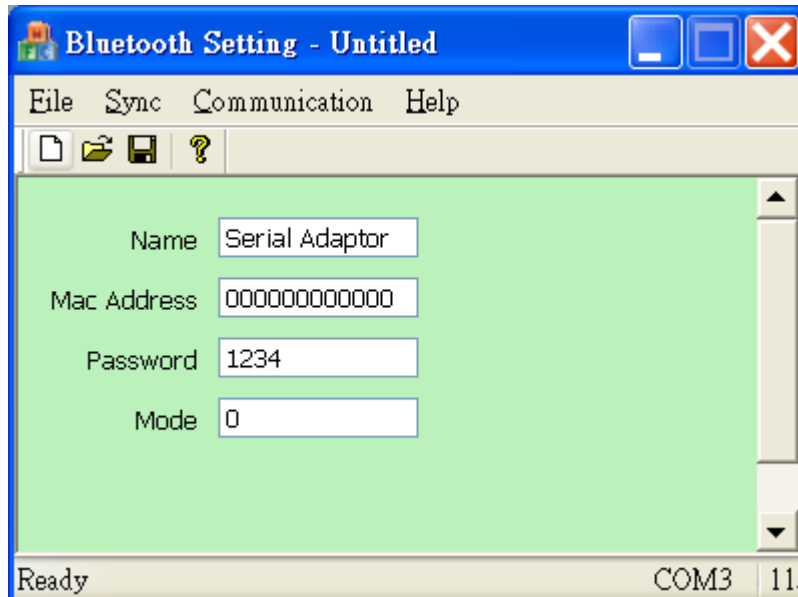 Bluetooth Setting - Untitled
File Sync Communication Help
Name Serial Adaptor
Mac Address 000000000000
Password 1234
Mode 0
Ready COM3 11